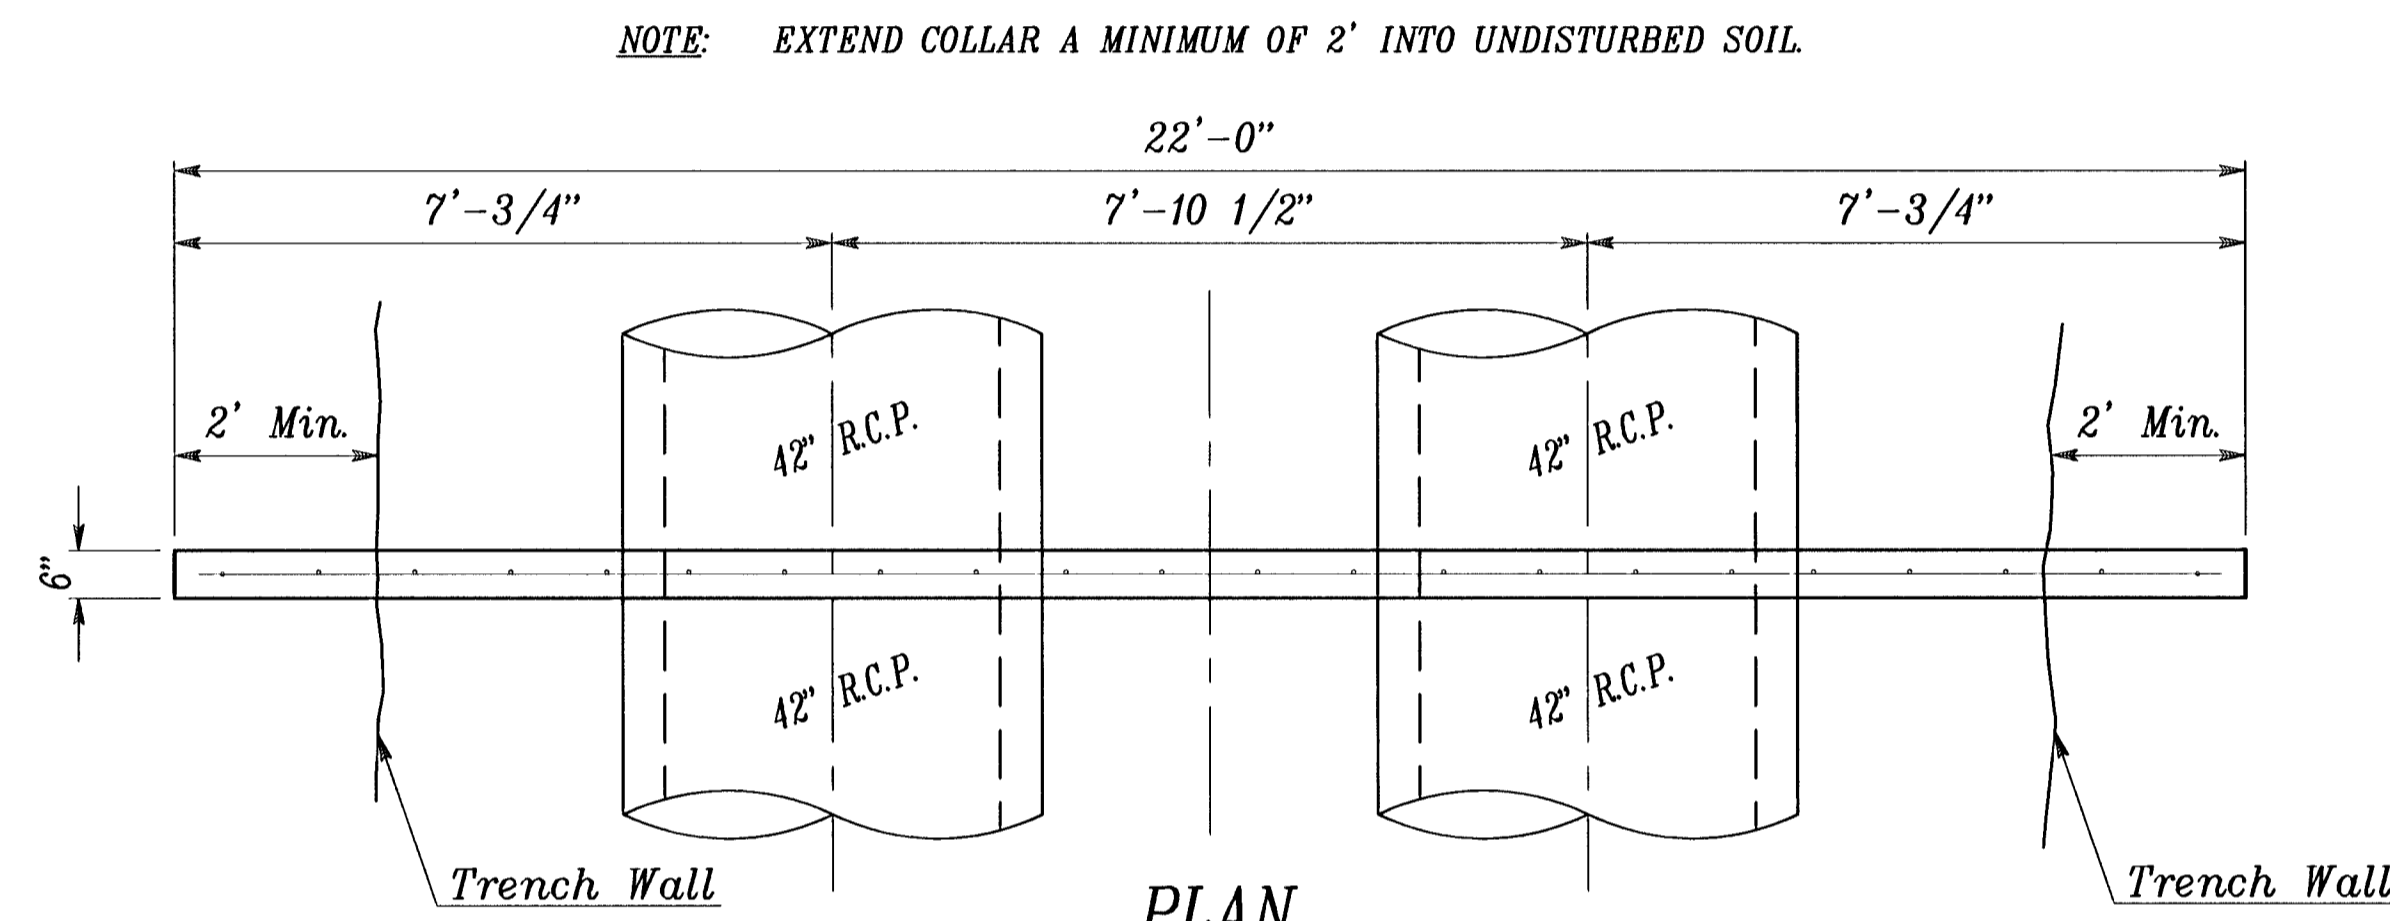 NOTE: EXTEND COLLAR A MINIMUM OF 2' INTO UNDISTURBED SOIL.
22'-0"
7'-3/4" 7'-10 1/2" 7'-3/4"
2' Min. 2' Min.
42" R.C.P. 42" R.C.P.
6"
42" R.C.P. 42" R.C.P.
Trench Wall Trench Wall
PLAN